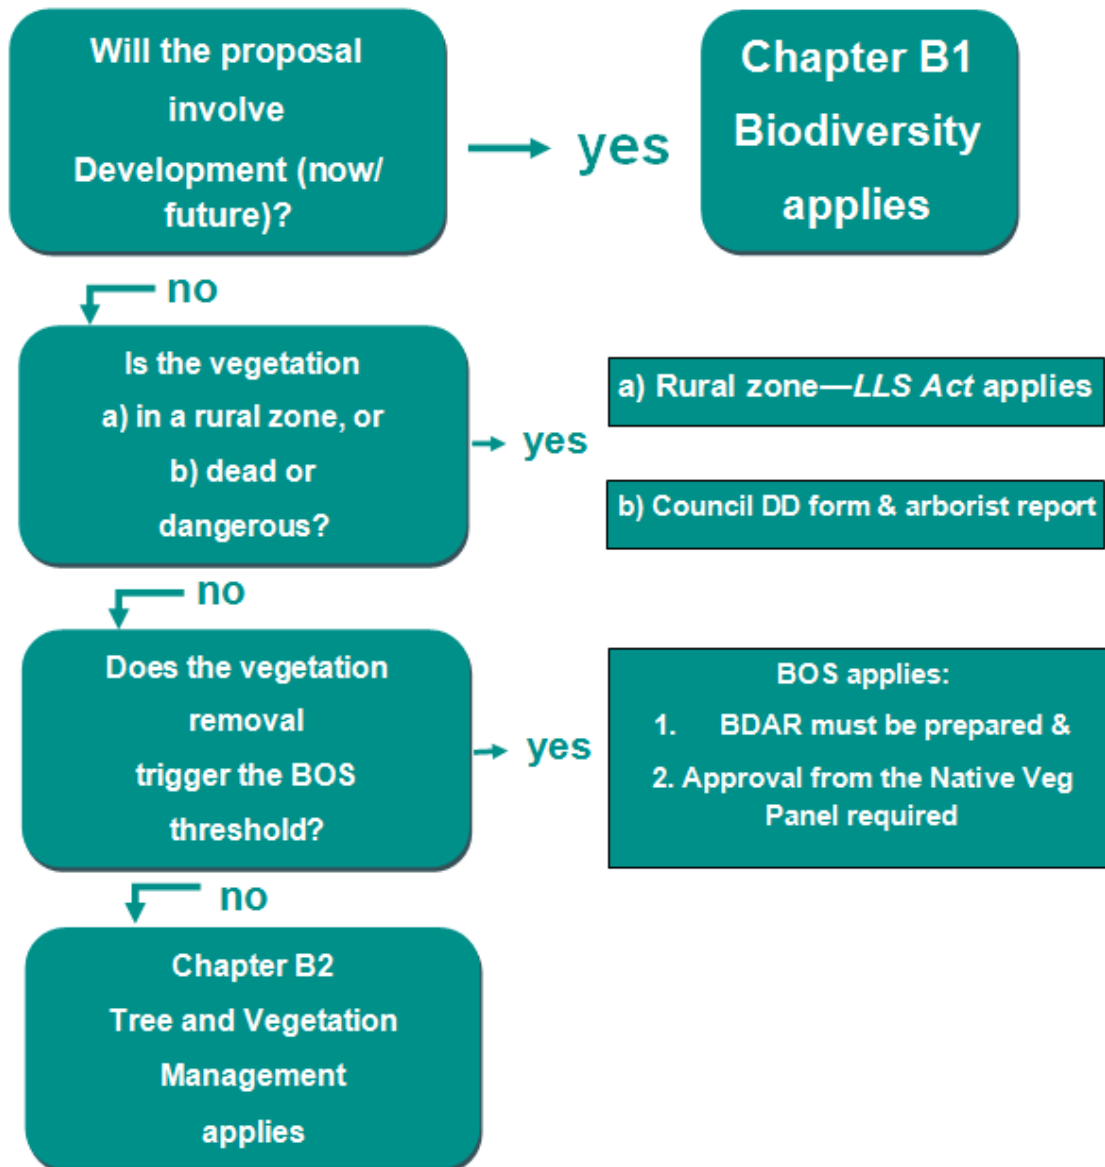 Will the proposal
involve
Development (now/
future)?
yes
Chapter B1
Biodiversity
applies
no
Is the vegetation
a) in a rural zone, or
b) dead or
dangerous?
yes
a) Rural zone—LLS Act applies
b) Council DD form & arborist report
no
Does the vegetation
removal
trigger the BOS
threshold?
yes
BOS applies:
1. BDAR must be prepared &
2. Approval from the Native Veg
Panel required
no
Chapter B2
Tree and Vegetation
Management
applies